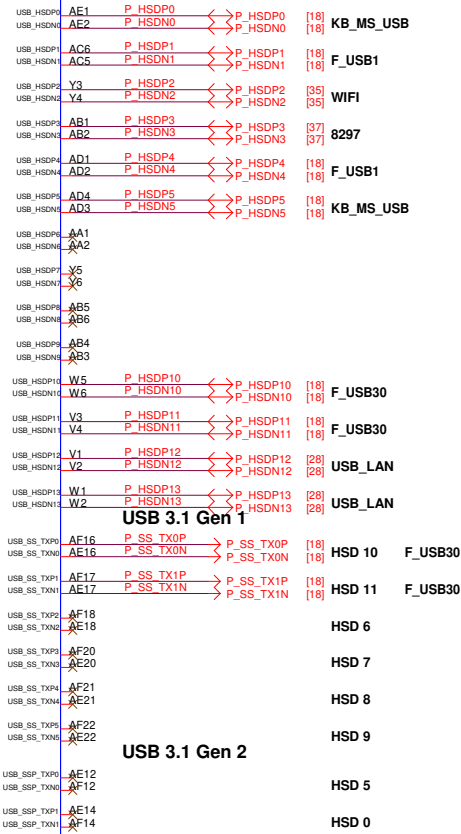 USB_HSDP0 AE1 P_HSDP0 P_HSDP0 [18] KB_MS_USB
USB_HSDN0 AE2 P_HSDN0 P_HSDN0 [18]
USB_HSDP1 AC6 P_HSDP1 P_HSDP1 [18] F_USB1
USB_HSDN1 AC5 P_HSDN1 P_HSDN1 [18]
USB_HSDP2 Y3 P_HSDP2 P_HSDP2 [35] WIFI
USB_HSDN2 Y4 P_HSDN2 P_HSDN2 [35]
USB_HSDP3 AB1 P_HSDP3 P_HSDP3 [37] 8297
USB_HSDN3 AB2 P_HSDN3 P_HSDN3 [37]
USB_HSDP4 AD1 P_HSDP4 P_HSDP4 [18] F_USB1
USB_HSDN4 AD2 P_HSDN4 P_HSDN4 [18]
USB_HSDP5 AD4 P_HSDP5 P_HSDP5 [18] KB_MS_USB
USB_HSDN5 AD3 P_HSDN5 P_HSDN5 [18]
USB_HSDP6 AA1
USB_HSDN6 AA2
USB_HSDP7 Y5
USB_HSDN7 Y6
USB_HSDP8 AB5
USB_HSDN8 AB6
USB_HSDP9 AB4
USB_HSDN9 AB3
USB_HSDP10 W5 P_HSDP10 P_HSDP10 [18] F_USB30
USB_HSDN10 W6 P_HSDN10 P_HSDN10 [18]
USB_HSDP11 V3 P_HSDP11 P_HSDP11 [18] F_USB30
USB_HSDN11 V4 P_HSDN11 P_HSDN11 [18]
USB_HSDP12 V1 P_HSDP12 P_HSDP12 [28] USB_LAN
USB_HSDN12 V2 P_HSDN12 P_HSDN12 [28]
USB_HSDP13 W1 P_HSDP13 P_HSDP13 [28] USB_LAN
USB_HSDN13 W2 P_HSDN13 P_HSDN13 [28]
USB 3.1 Gen 1
USB_SS_TXP0 AF16 P_SS_TX0P P_SS_TX0P [18] HSD 10 F_USB30
USB_SS_TXN0 AE16 P_SS_TX0N P_SS_TX0N [18]
USB_SS_TXP1 AF17 P_SS_TX1P P_SS_TX1P [18] HSD 11 F_USB30
USB_SS_TXN1 AE17 P_SS_TX1N P_SS_TX1N [18]
USB_SS_TXP2 AF18
USB_SS_TXN2 AE18 HSD 6
USB_SS_TXP3 AF20
USB_SS_TXN3 AE20 HSD 7
USB_SS_TXP4 AF21
USB_SS_TXN4 AE21 HSD 8
USB_SS_TXP5 AF22
USB_SS_TXN5 AE22 HSD 9
USB 3.1 Gen 2
USB_SSP_TXP0 AE12
USB_SSP_TXN0 AF12 HSD 5
USB_SSP_TXP1 AE14
USB_SSP_TXN1 AF14 HSD 0